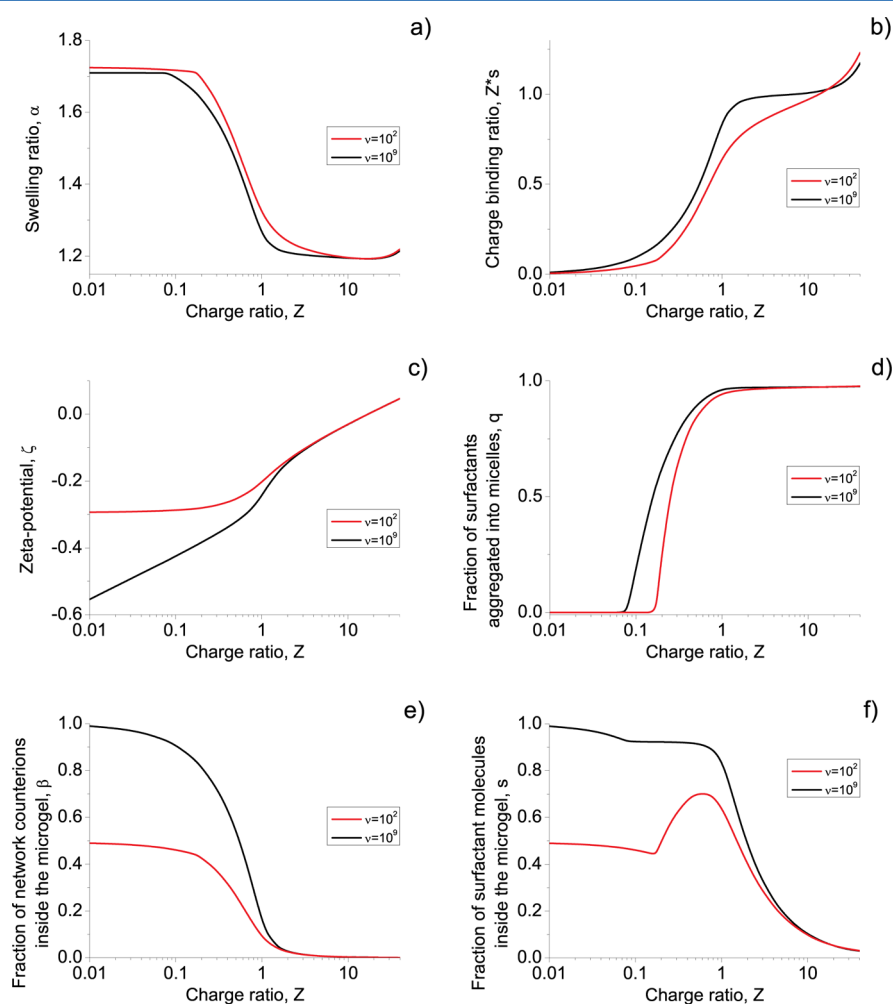 a)
1.8
1.6
1.4
1.2
Swelling ratio, α
ν=10²
ν=10⁹
0.01 0.1 1 10
Charge ratio, Z
b)
1.0
0.5
0.0
Charge binding ratio, Z*s
ν=10²
ν=10⁹
0.01 0.1 1 10
Charge ratio, Z
c)
0.0
-0.2
-0.4
-0.6
Zeta-potential, ζ
ν=10²
ν=10⁹
0.01 0.1 1 10
Charge ratio, Z
d)
1.0
0.5
0.0
Fraction of surfactants
aggregated into micelles, q
ν=10²
ν=10⁹
0.01 0.1 1 10
Charge ratio, Z
e)
1.0
0.8
0.6
0.4
0.2
0.0
Fraction of network counterions
inside the microgel, β
ν=10²
ν=10⁹
0.01 0.1 1 10
Charge ratio, Z
f)
1.0
0.8
0.6
0.4
0.2
0.0
Fraction of surfactant molecules
inside the microgel, s
ν=10²
ν=10⁹
0.01 0.1 1 10
Charge ratio, Z